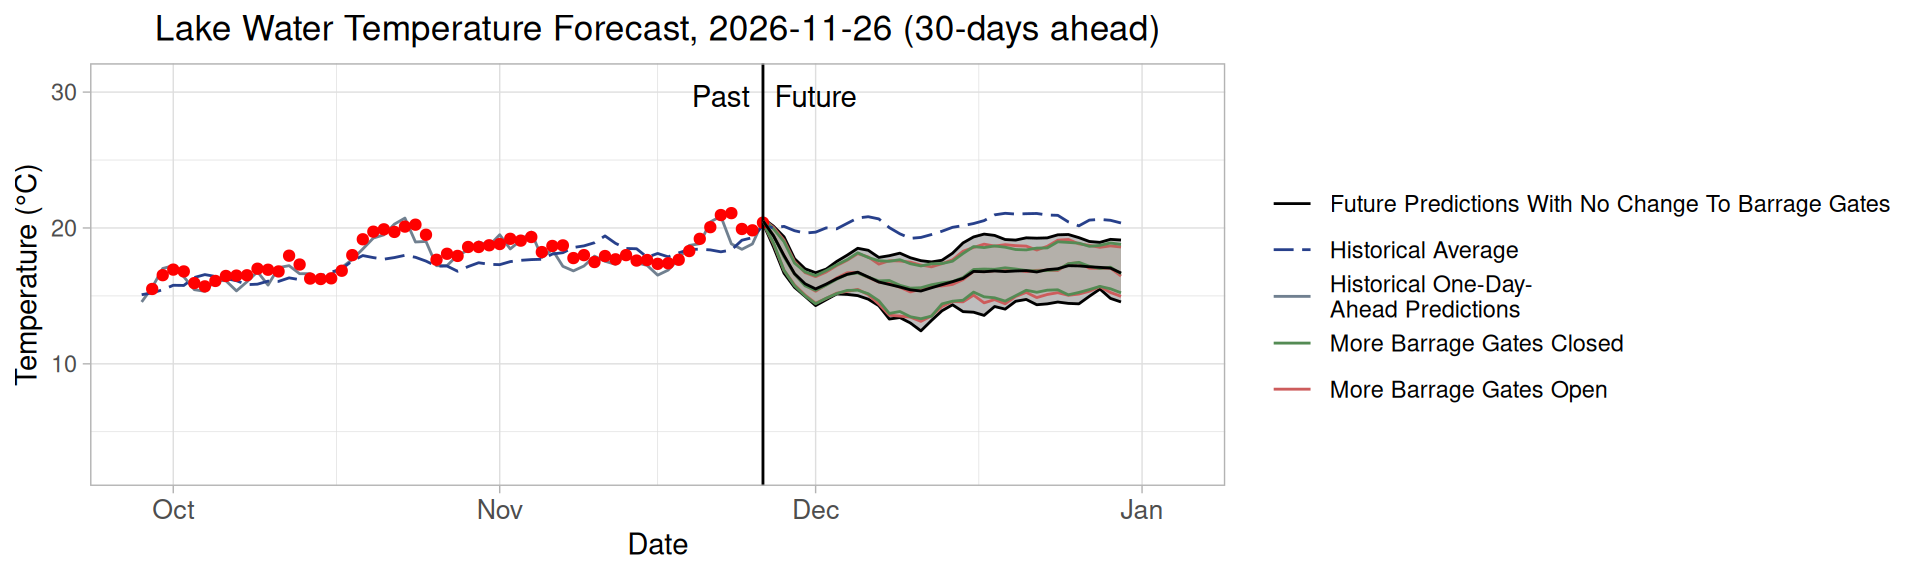 Lake Water Temperature Forecast, 2026-11-26 (30-days ahead)
Temperature (°C)
30
20
10
Past
Future
Oct
Nov
Dec
Jan
Date
Future Predictions With No Change To Barrage Gates
Historical Average
Historical One-Day-
Ahead Predictions
More Barrage Gates Closed
More Barrage Gates Open